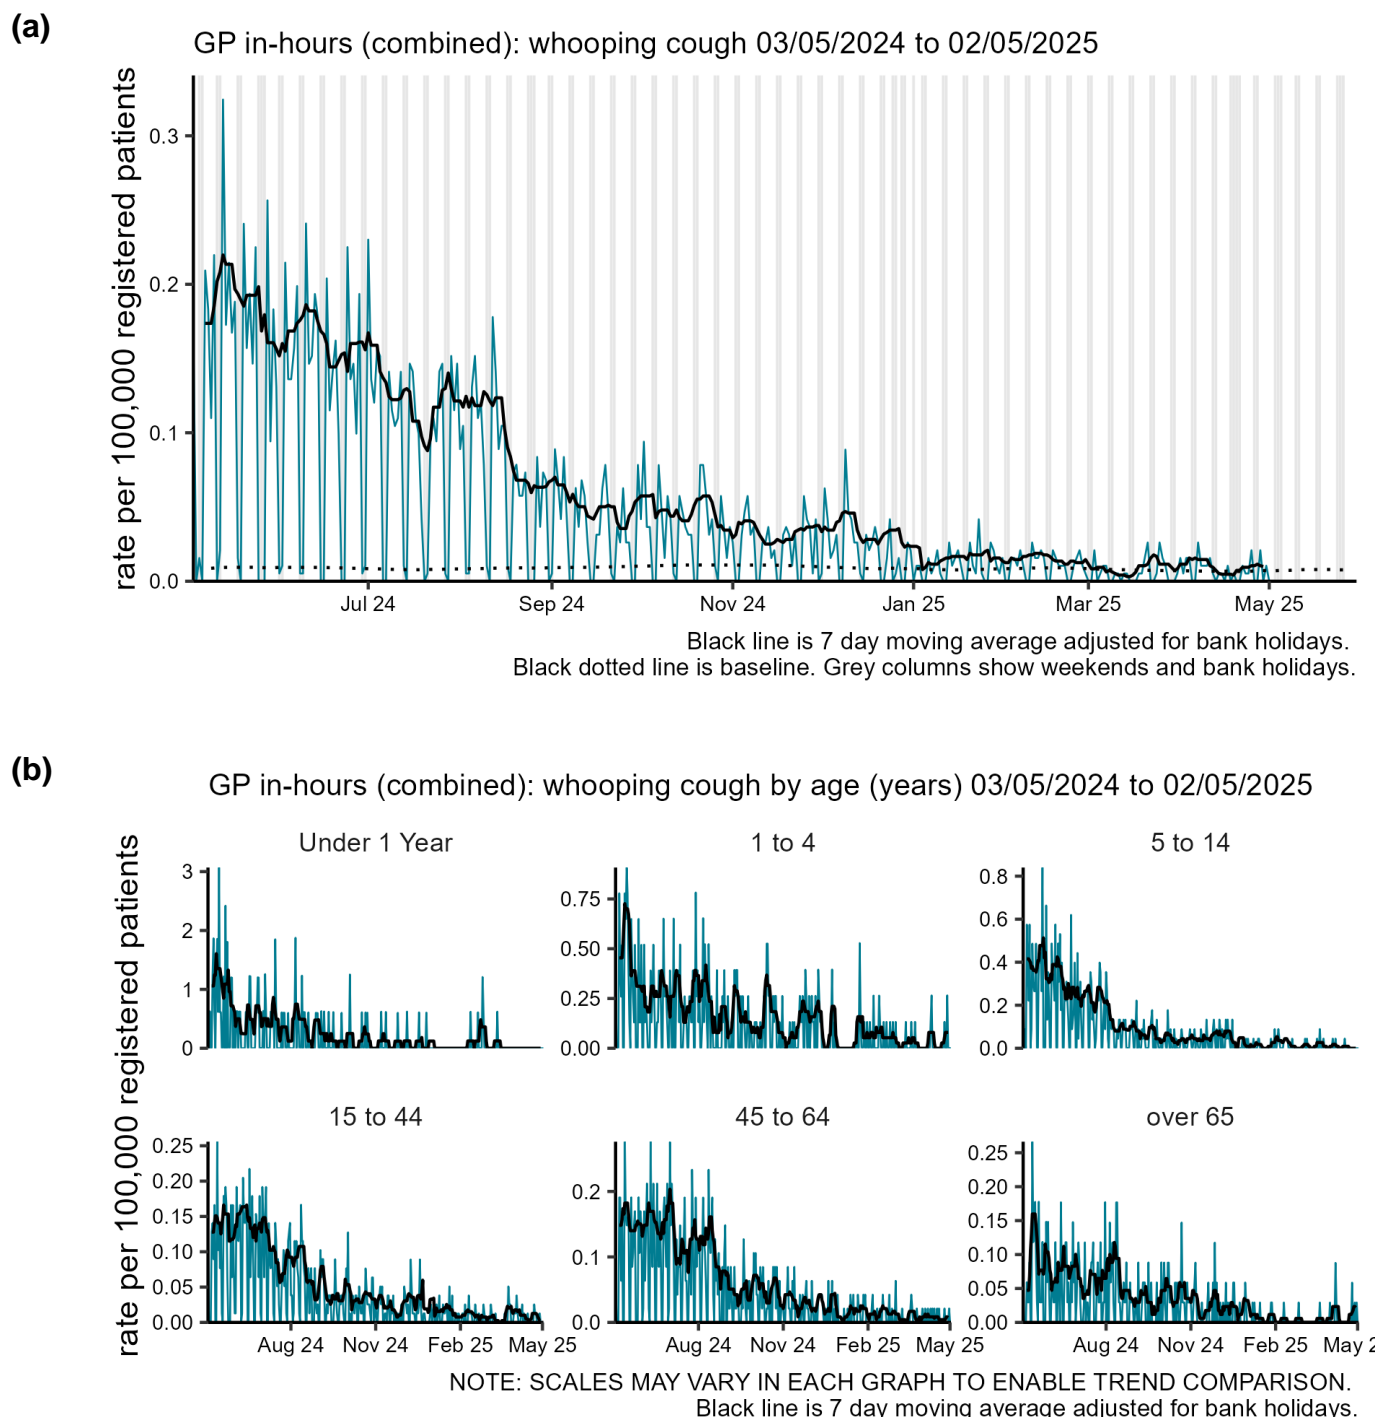 (a)
GP in-hours (combined): whooping cough 03/05/2024 to 02/05/2025
rate per 100,000 registered patients
0.3
0.2
0.1
0.0
Jul 24 Sep 24 Nov 24 Jan 25 Mar 25 May 25
Black line is 7 day moving average adjusted for bank holidays.
Black dotted line is baseline. Grey columns show weekends and bank holidays.
(b)
GP in-hours (combined): whooping cough by age (years) 03/05/2024 to 02/05/2025
rate per 100,000 registered patients
Under 1 Year
3
2
1
0
1 to 4
0.75
0.50
0.25
0.00
5 to 14
0.8
0.6
0.4
0.2
0.0
15 to 44
0.25
0.20
0.15
0.10
0.05
0.00
Aug 24 Nov 24 Feb 25 May 25
45 to 64
0.2
0.1
0.0
Aug 24 Nov 24 Feb 25 May 25
over 65
0.25
0.20
0.15
0.10
0.05
0.00
Aug 24 Nov 24 Feb 25 May 2
NOTE: SCALES MAY VARY IN EACH GRAPH TO ENABLE TREND COMPARISON.
Black line is 7 day moving average adjusted for bank holidays.